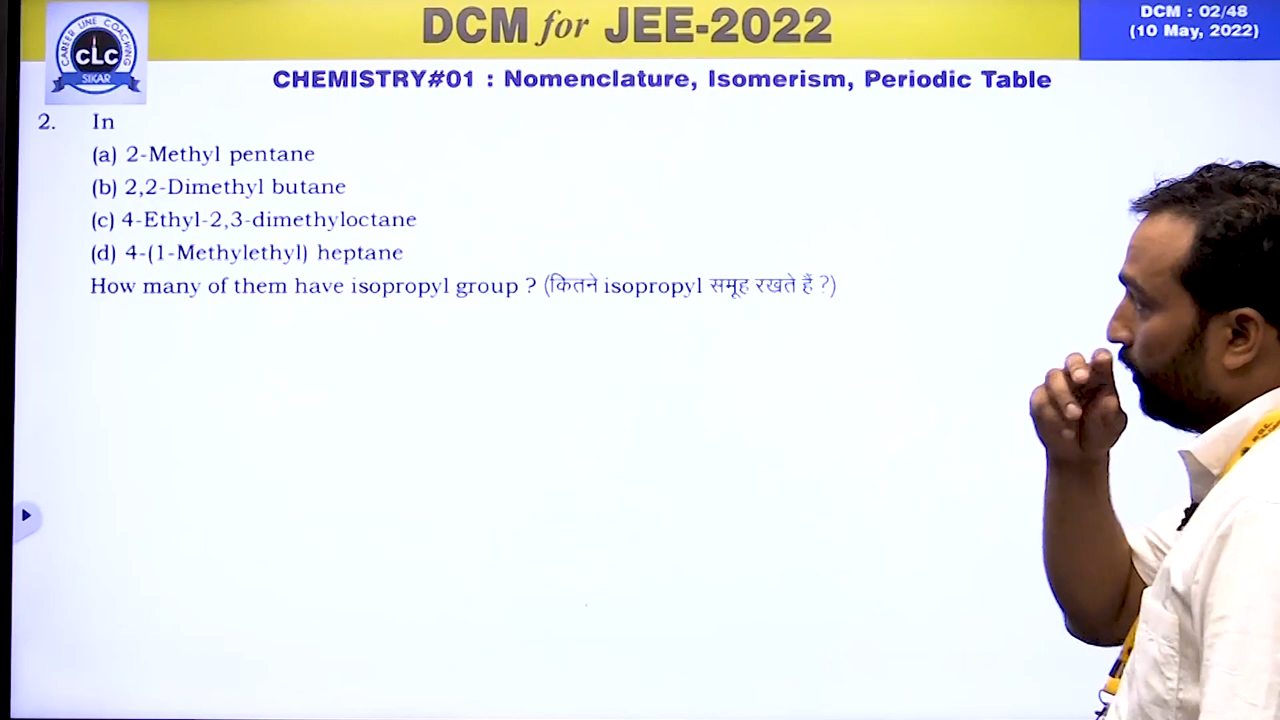 DCM for JEE-2022
DCM : 02/48
(10 May, 2022)
CAREER LINE COACHING
CLC
SIKAR
CHEMISTRY#01 : Nomenclature, Isomerism, Periodic Table
2. In
(a) 2-Methyl pentane
(b) 2,2-Dimethyl butane
(c) 4-Ethyl-2,3-dimethyloctane
(d) 4-(1-Methylethyl) heptane
How many of them have isopropyl group ? (कितने isopropyl समूह रखते हैं ?)